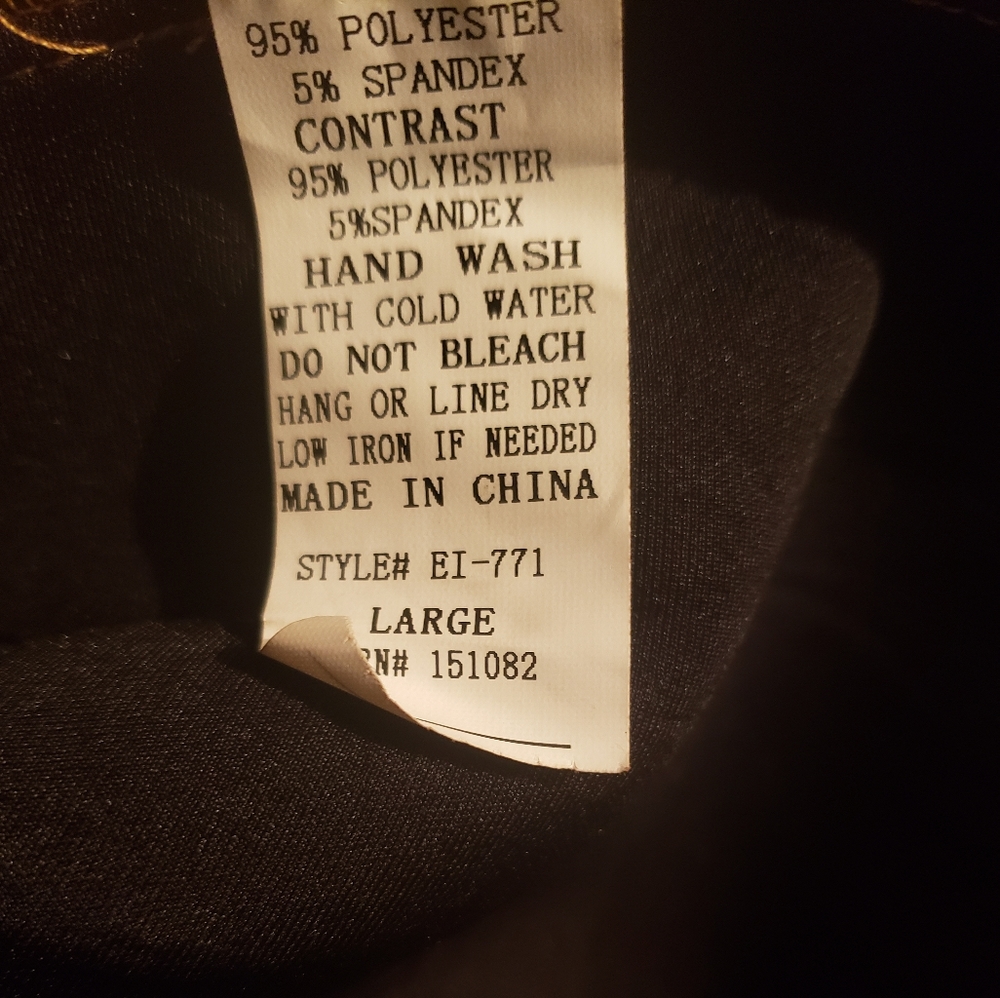 95% POLYESTER
5% SPANDEX
CONTRAST
95% POLYESTER
5%SPANDEX
HAND WASH
WITH COLD WATER
DO NOT BLEACH
HANG OR LINE DRY
LOW IRON IF NEEDED
MADE IN CHINA
STYLE# EI-771
LARGE
RN# 151082